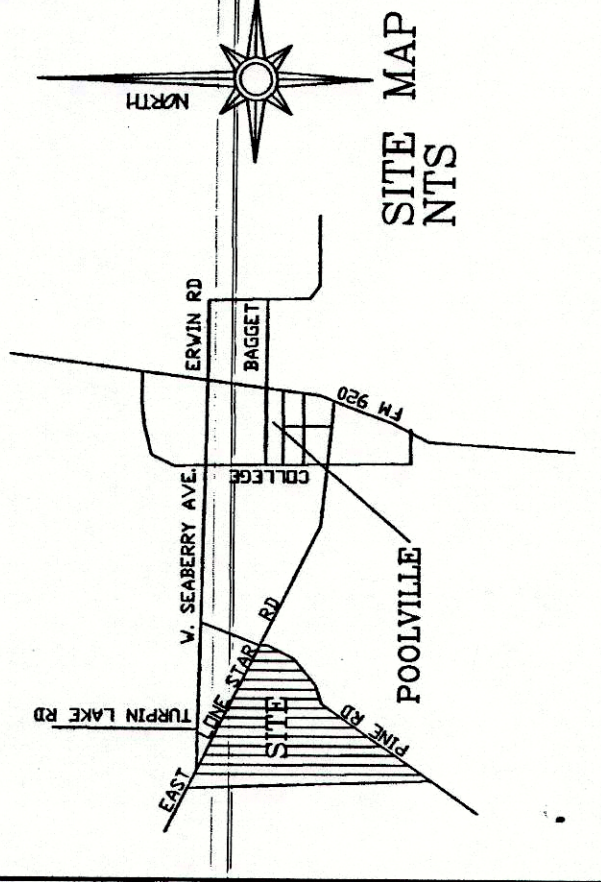 NORTH
SITE MAP
NTS
ERWIN RD
BAGGET
FM 920
W. SEABERRY AVE.
COLLEGE
TURPIN LAKE RD
EAST LONE STAR RD
SITE
PINE RD
POOLVILLE